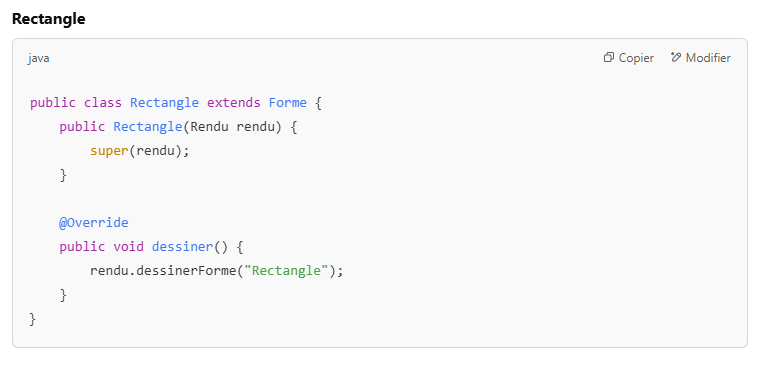 Rectangle
java Copier Modifier
public class Rectangle extends Forme {
    public Rectangle(Rendu rendu) {
        super(rendu);
    }

    @Override
    public void dessiner() {
        rendu.dessinerForme("Rectangle");
    }
}